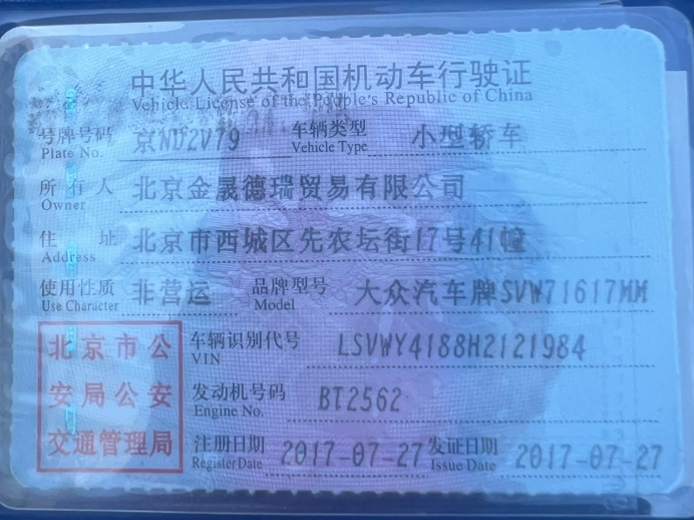 中华人民共和国机动车行驶证
Vehicle License of the People's Republic of China
号牌号码 京ND2V79 车辆类型 小型轿车
Plate No. Vehicle Type
所有人 北京金晟德瑞贸易有限公司
Owner
住址 北京市西城区先农坛街17号41幢
Address
使用性质 非营运 品牌型号 大众汽车牌SVW71617MM
Use Character Model
北京市公安局公安交通管理局
车辆识别代号 LSVWY4188H2121984
VIN
发动机号码 BT2562
Engine No.
注册日期 2017-07-27 发证日期 2017-07-27
Register Date Issue Date